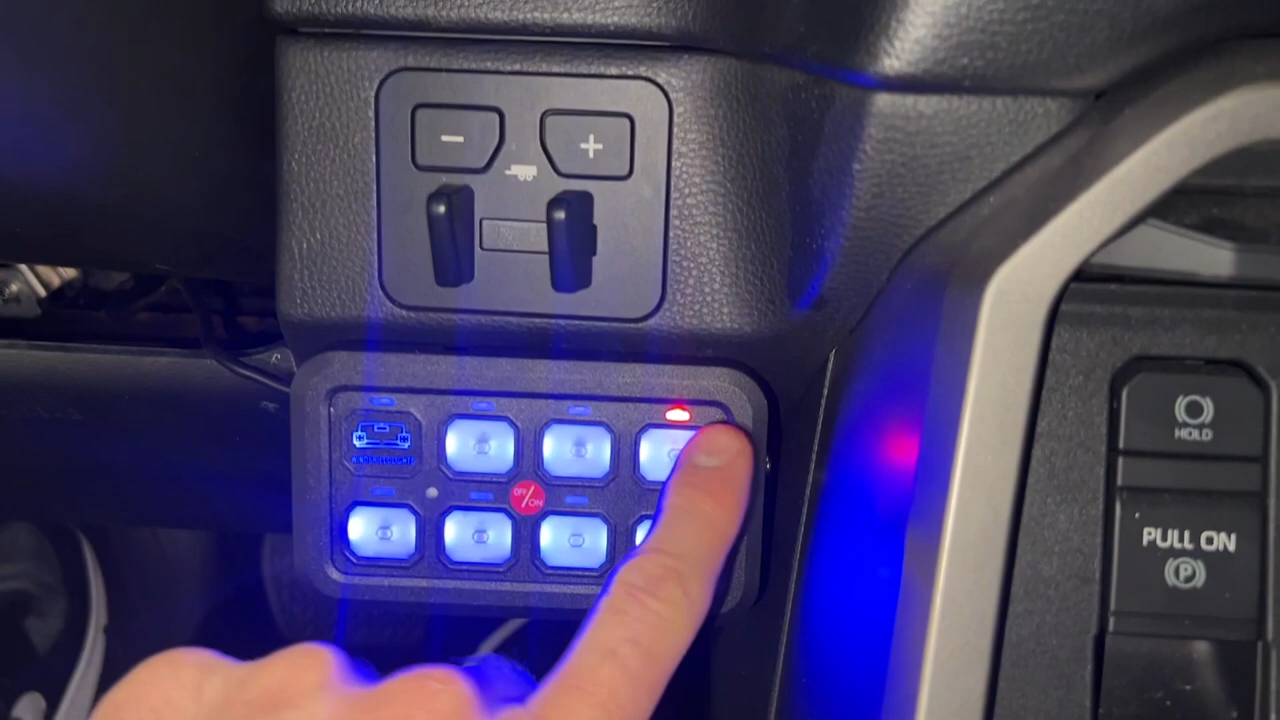 −
+
HOLD
OFF/ON
PULL ON
P